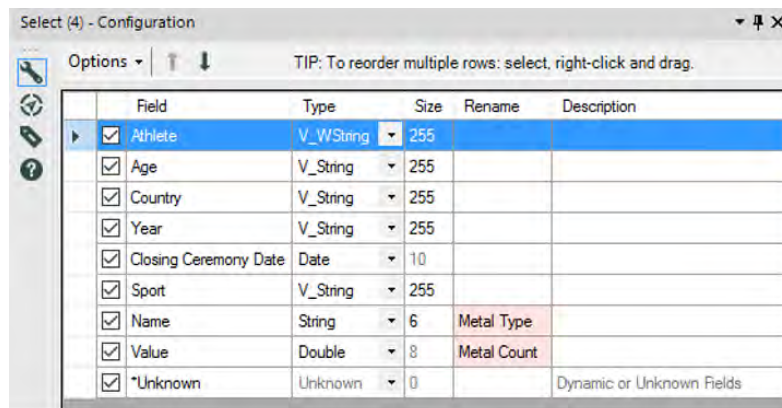 Select (4) - Configuration
Options TIP: To reorder multiple rows: select, right-click and drag.
Field Type Size Rename Description
Athlete V_WString 255
Age V_String 255
Country V_String 255
Year V_String 255
Closing Ceremony Date Date 10
Sport V_String 255
Name String 6 Metal Type
Value Double 8 Metal Count
*Unknown Unknown 0 Dynamic or Unknown Fields